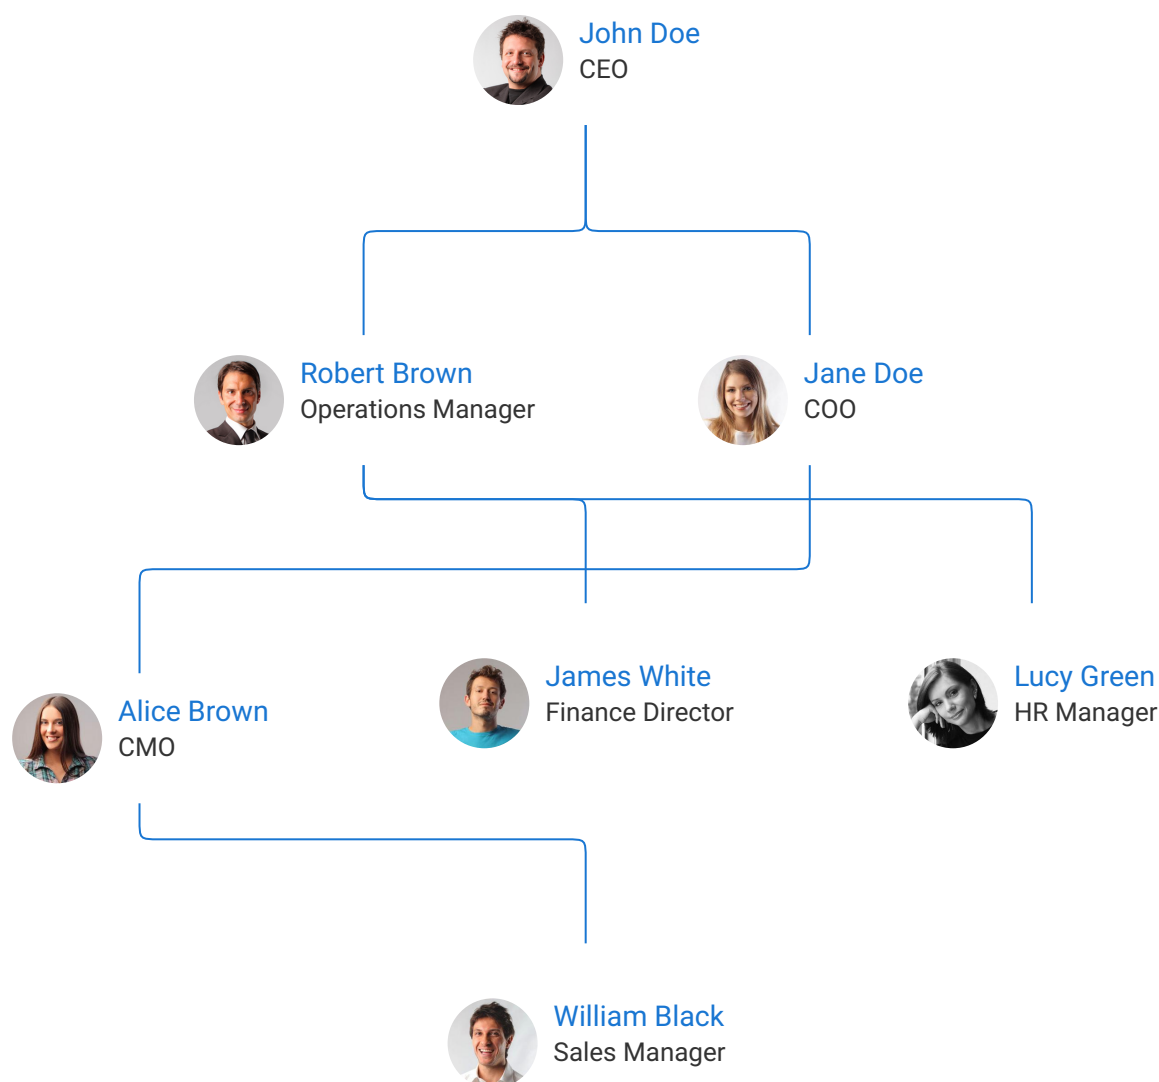 John Doe
CEO
Robert Brown
Operations Manager
Jane Doe
COO
Alice Brown
CMO
James White
Finance Director
Lucy Green
HR Manager
William Black
Sales Manager